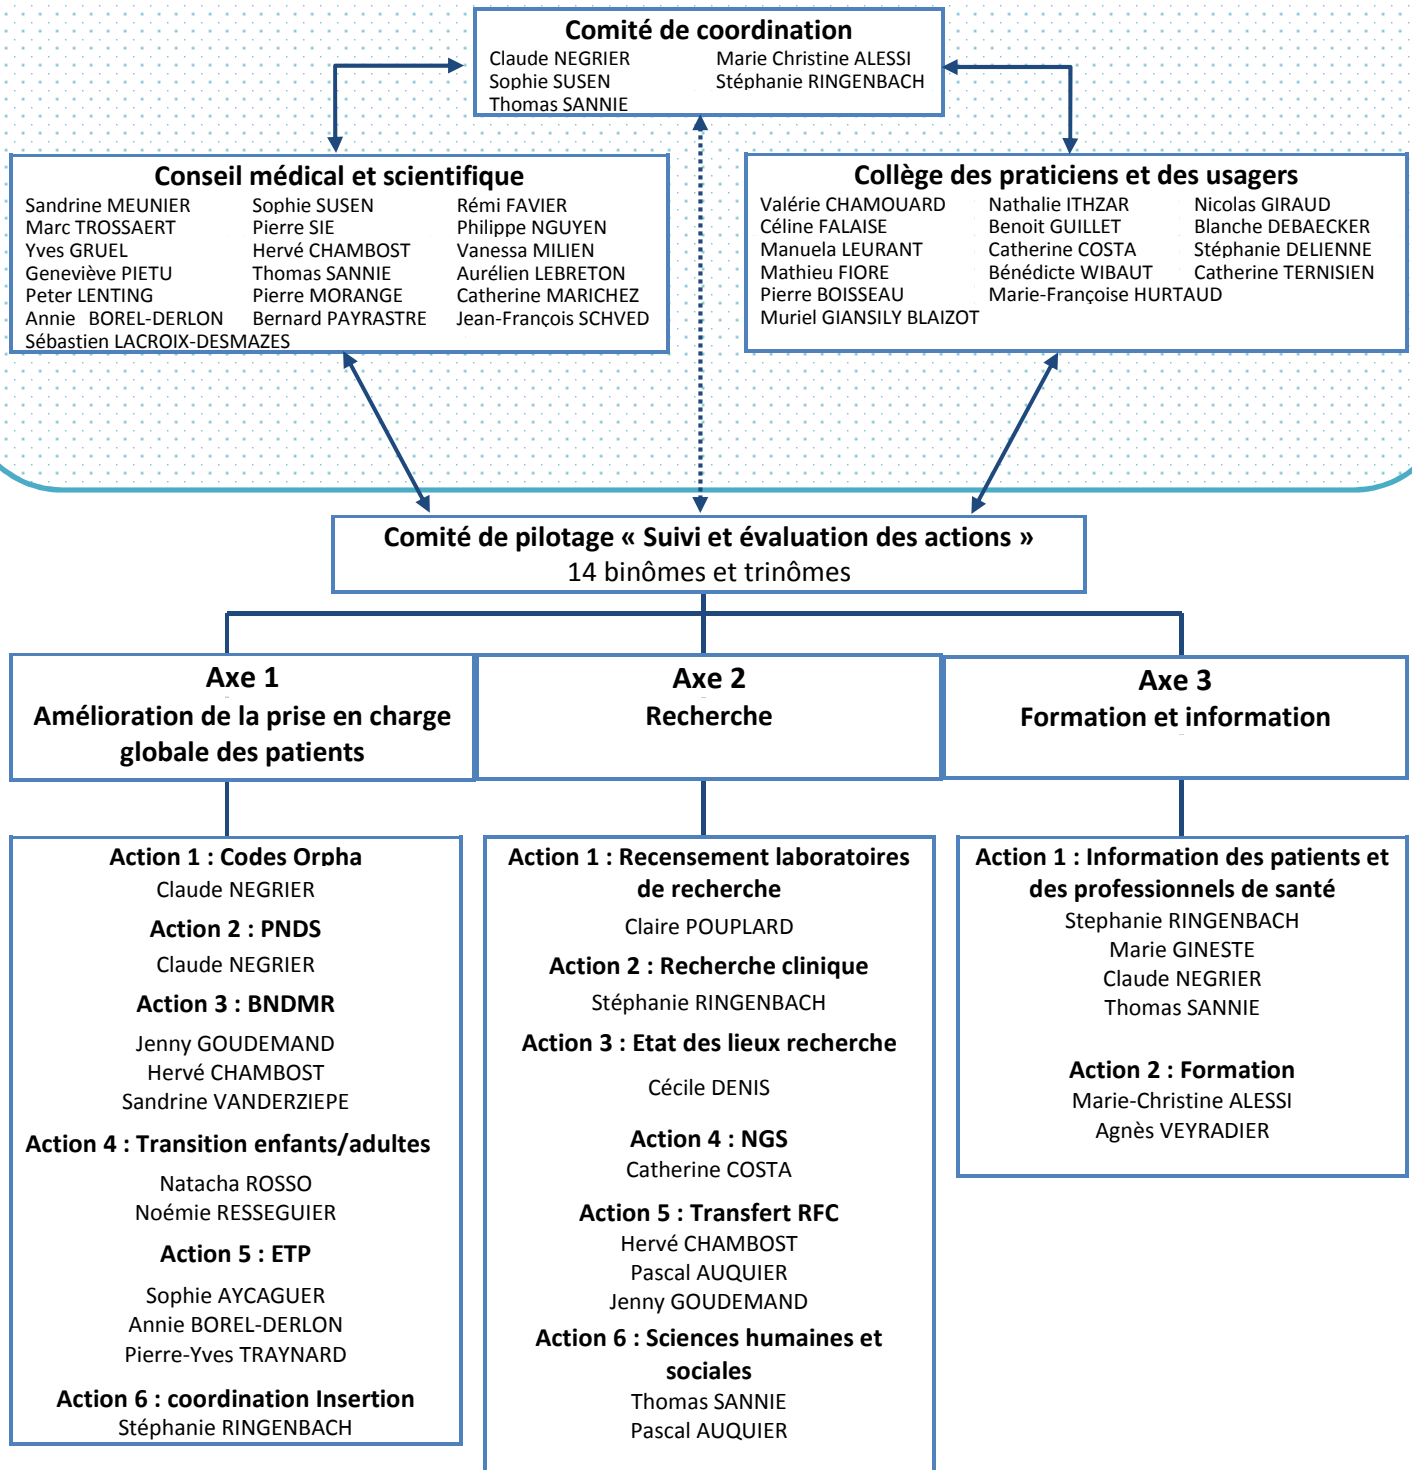 Comité de coordination
Claude NEGRIER Marie Christine ALESSI
Sophie SUSEN Stéphanie RINGENBACH
Thomas SANNIE
Conseil médical et scientifique
Sandrine MEUNIER Sophie SUSEN Rémi FAVIER
Marc TROSSAERT Pierre SIE Philippe NGUYEN
Yves GRUEL Hervé CHAMBOST Vanessa MILIEN
Geneviève PIETU Thomas SANNIE Aurélien LEBRETON
Peter LENTING Pierre MORANGE Catherine MARICHEZ
Annie BOREL-DERLON Bernard PAYRASTRE Jean-François SCHVED
Sébastien LACROIX-DESMAZES
Collège des praticiens et des usagers
Valérie CHAMOUARD Nathalie ITHZAR Nicolas GIRAUD
Céline FALAISE Benoit GUILLET Blanche DEBAECKER
Manuela LEURANT Catherine COSTA Stéphanie DELIENNE
Mathieu FIORE Bénédicte WIBAUT Catherine TERNISIEN
Pierre BOISSEAU Marie-Françoise HURTAUD
Muriel GIANSILY BLAIZOT
Comité de pilotage « Suivi et évaluation des actions »
14 binômes et trinômes
Axe 1
Amélioration de la prise en charge
globale des patients
Axe 2
Recherche
Axe 3
Formation et information
Action 1 : Codes Orpha
Claude NEGRIER
Action 2 : PNDS
Claude NEGRIER
Action 3 : BNDMR
Jenny GOUDEMAND
Hervé CHAMBOST
Sandrine VANDERZIEPE
Action 4 : Transition enfants/adultes
Natacha ROSSO
Noémie RESSEGUIER
Action 5 : ETP
Sophie AYCAGUER
Annie BOREL-DERLON
Pierre-Yves TRAYNARD
Action 6 : coordination Insertion
Stéphanie RINGENBACH
Action 1 : Recensement laboratoires
de recherche
Claire POUPLARD
Action 2 : Recherche clinique
Stéphanie RINGENBACH
Action 3 : Etat des lieux recherche
Cécile DENIS
Action 4 : NGS
Catherine COSTA
Action 5 : Transfert RFC
Hervé CHAMBOST
Pascal AUQUIER
Jenny GOUDEMAND
Action 6 : Sciences humaines et
sociales
Thomas SANNIE
Pascal AUQUIER
Action 1 : Information des patients et
des professionnels de santé
Stephanie RINGENBACH
Marie GINESTE
Claude NEGRIER
Thomas SANNIE
Action 2 : Formation
Marie-Christine ALESSI
Agnès VEYRADIER